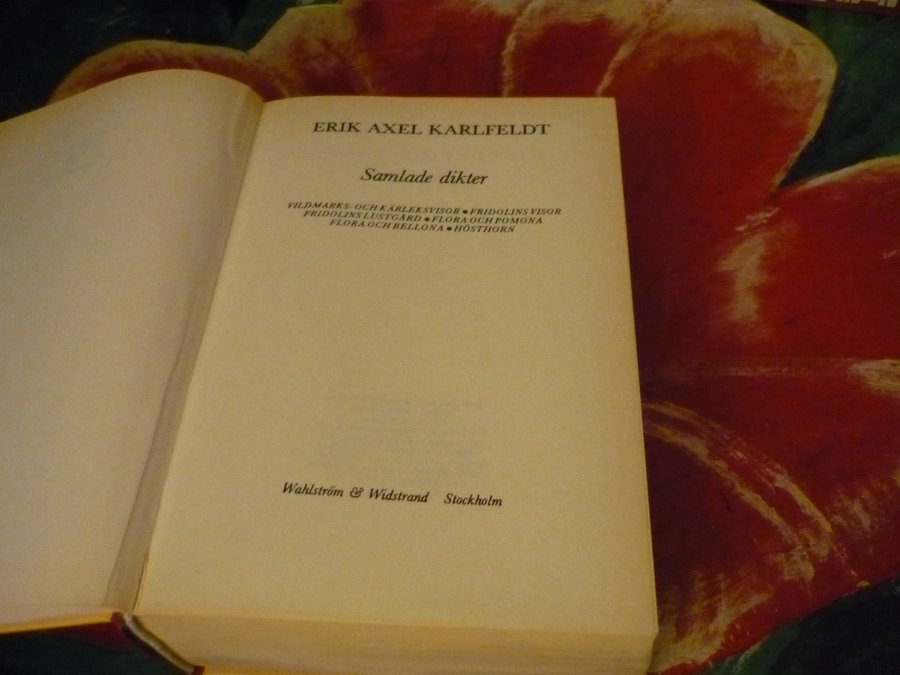 ERIK AXEL KARLFELDT
Samlade dikter
VILDMARKS- OCH KÄRLEKSVISOR • FRIDOLINS VISOR
FRIDOLINS LUSTGÅRD • FLORA OCH POMONA
FLORA OCH BELLONA • HÖSTHORN
Wahlström & Widstrand Stockholm